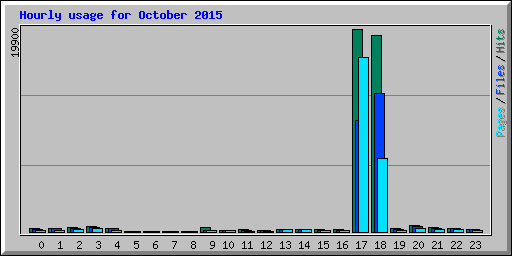 Hourly usage for October 2015
19900
Pages/Files/Hits
0 1 2 3 4 5 6 7 8 9 10 11 12 13 14 15 16 17 18 19 20 21 22 23